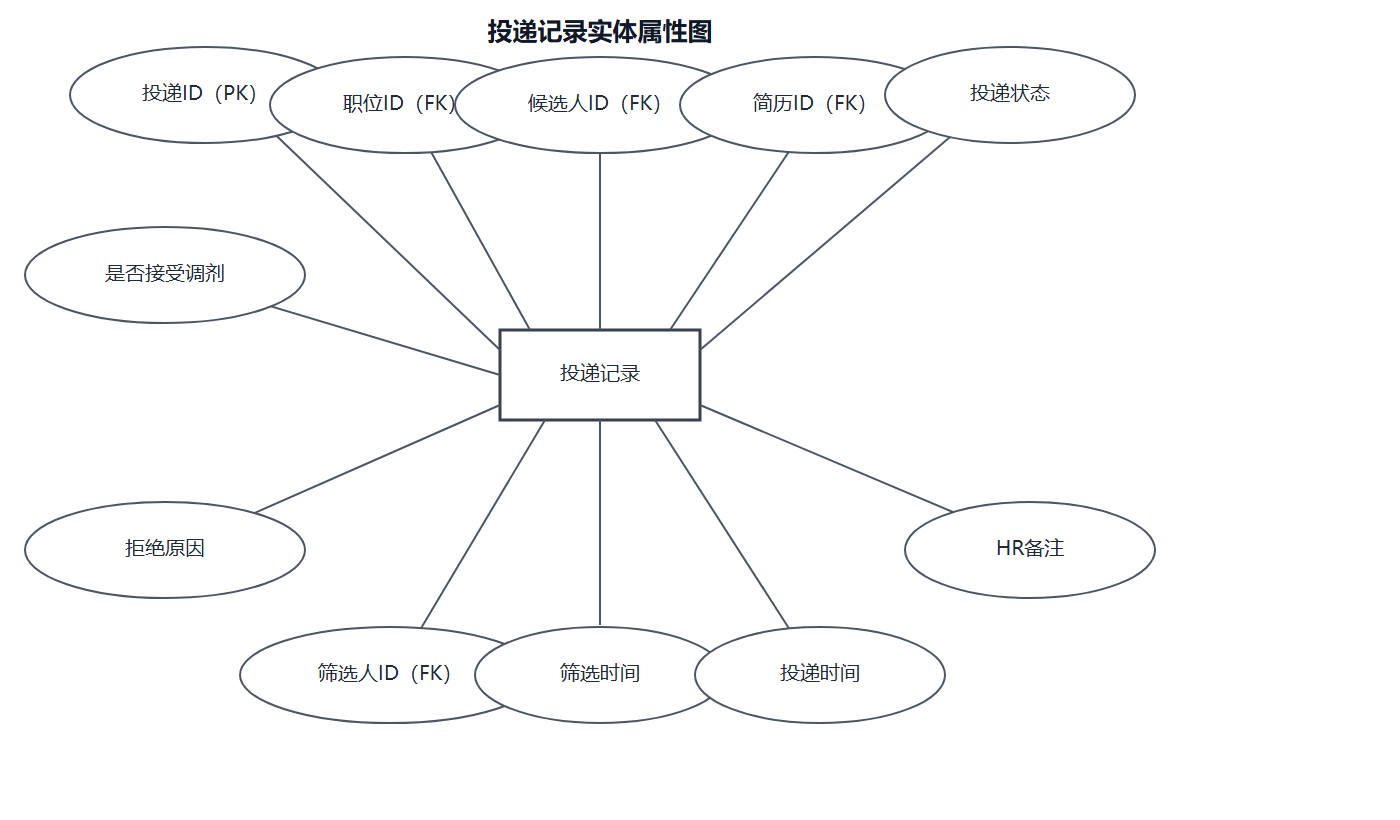 投递记录实体属性图
投递ID（PK）
职位ID（FK）
候选人ID（FK）
简历ID（FK）
投递状态
是否接受调剂
投递记录
拒绝原因
HR备注
筛选人ID（FK）
筛选时间
投递时间